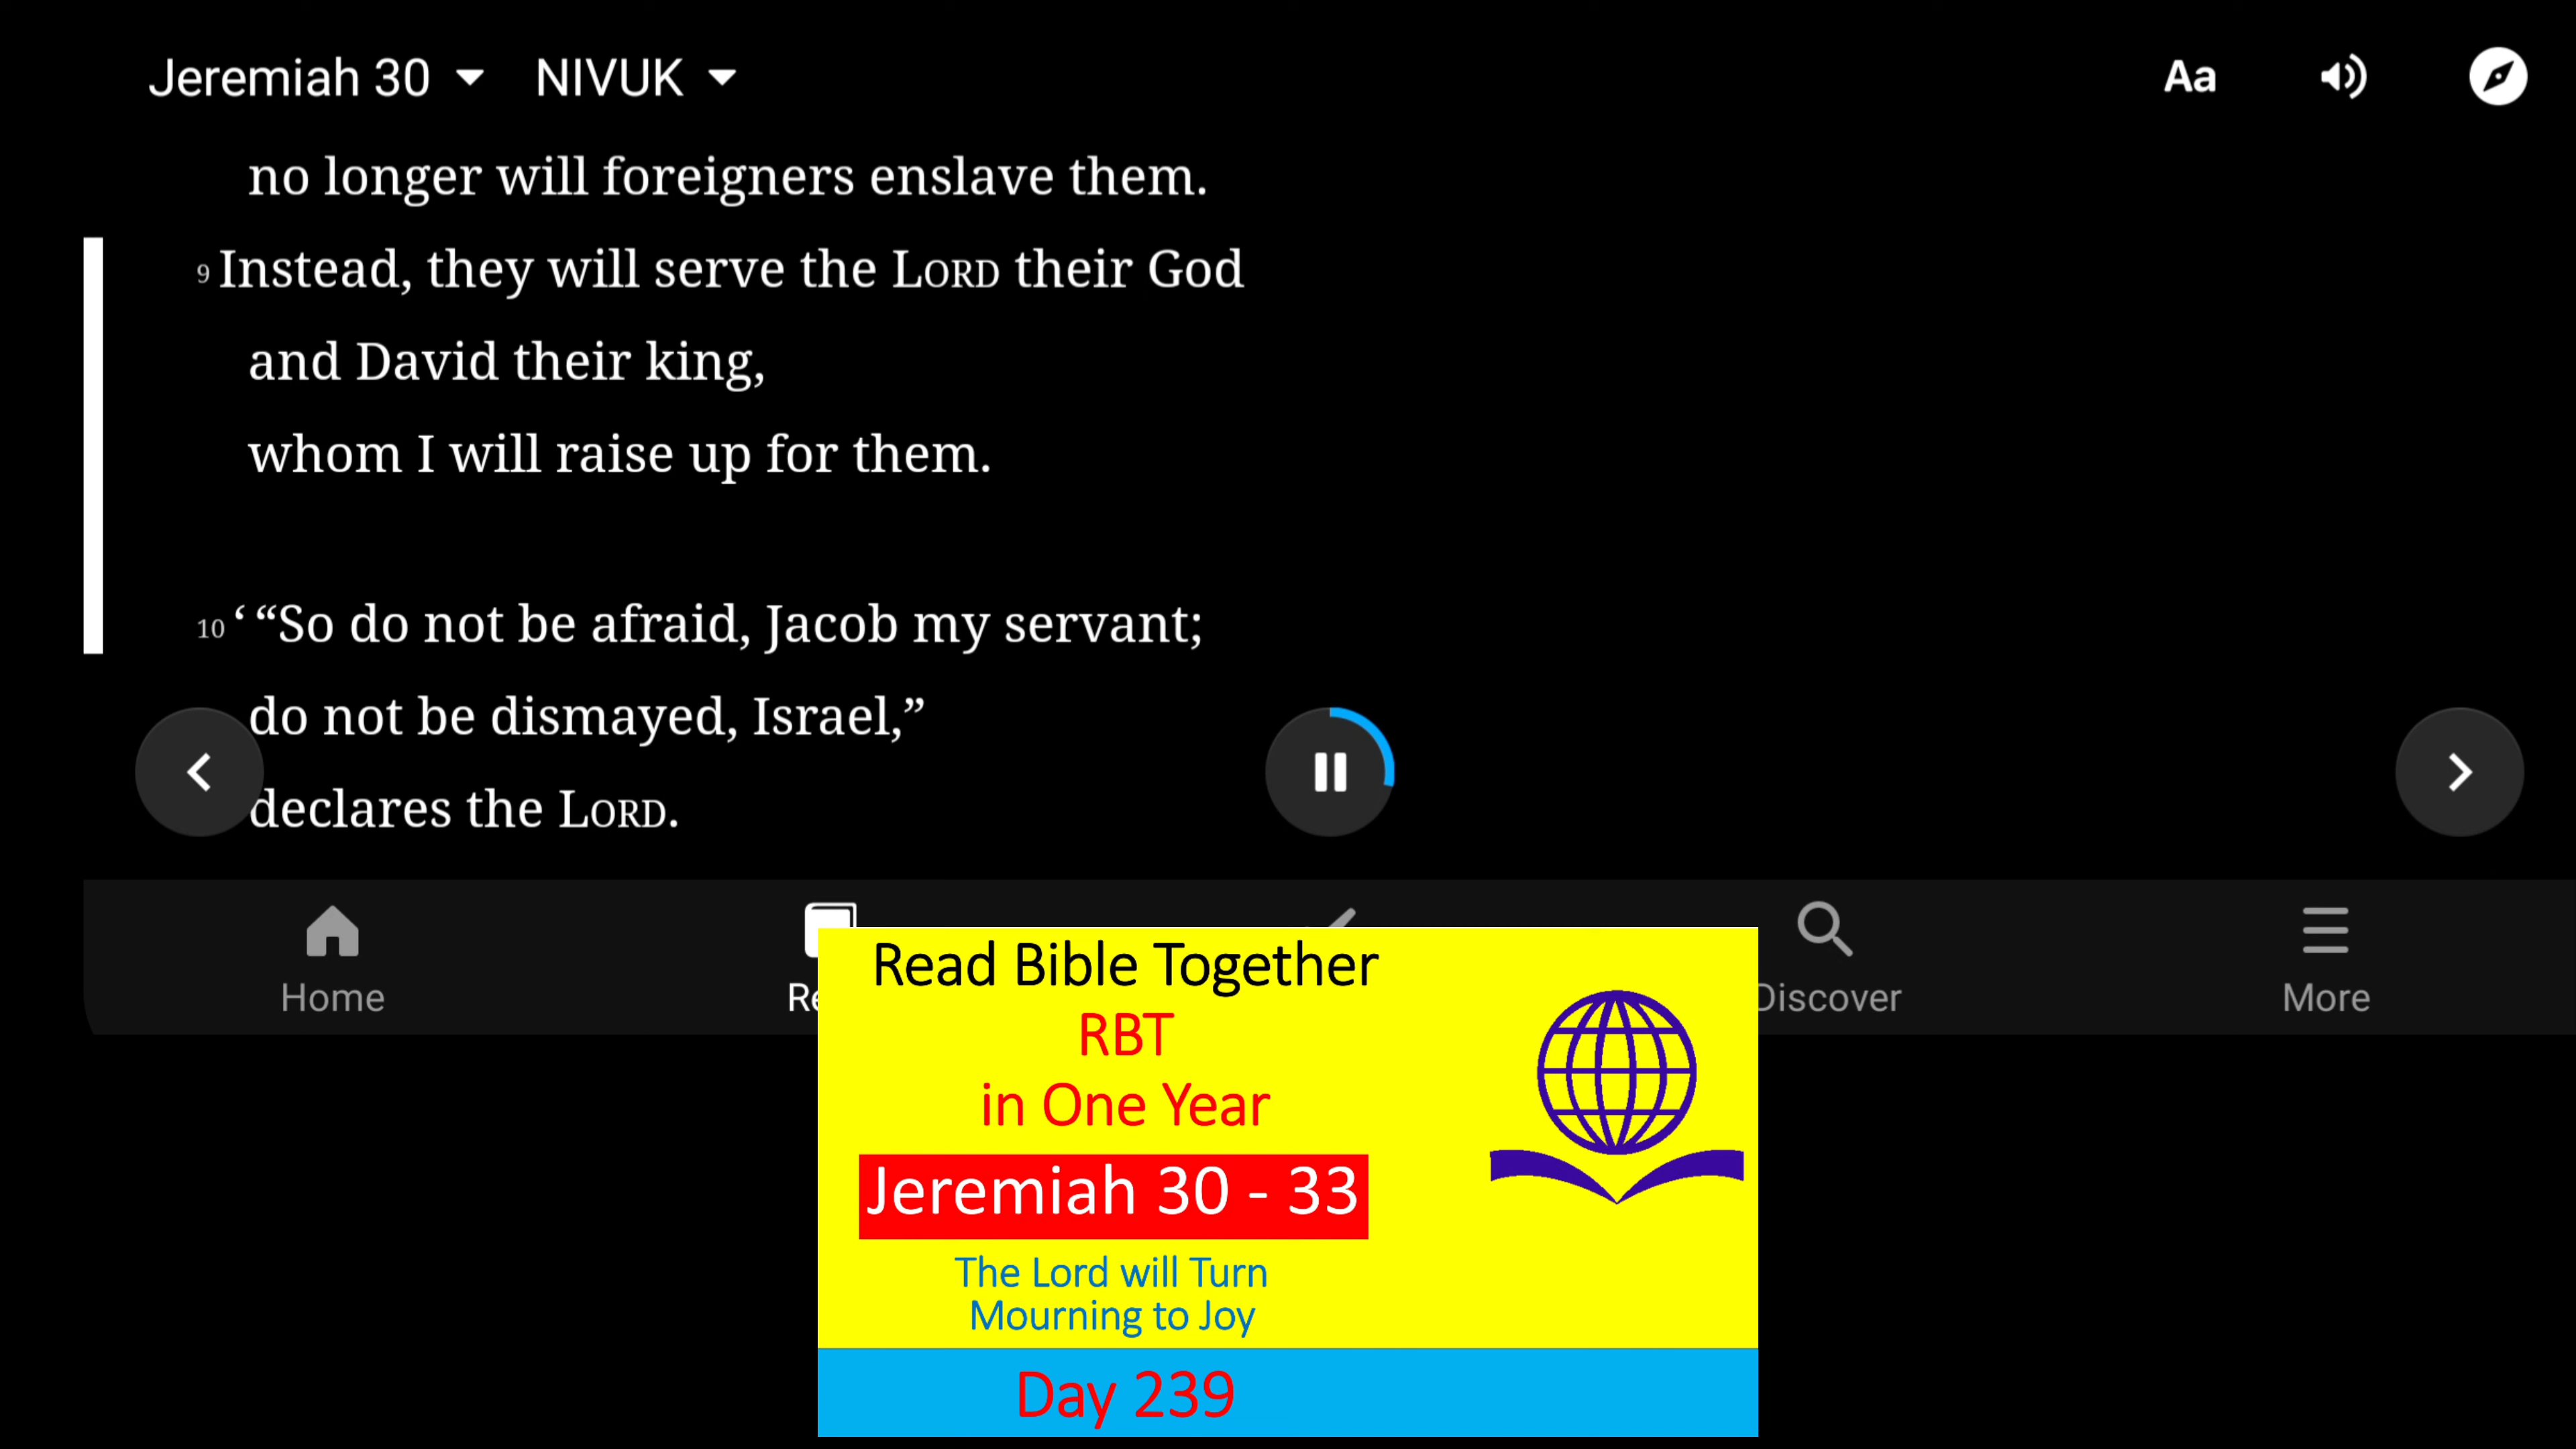 Jeremiah 30 NIVUK Aa
no longer will foreigners enslave them.
9 Instead, they will serve the LORD their God
and David their king,
whom I will raise up for them.
10 ‘ “So do not be afraid, Jacob my servant;
do not be dismayed, Israel,”
declares the LORD.
Home Discover More
Read Bible Together
RBT
in One Year
Jeremiah 30 - 33
The Lord will Turn
Mourning to Joy
Day 239